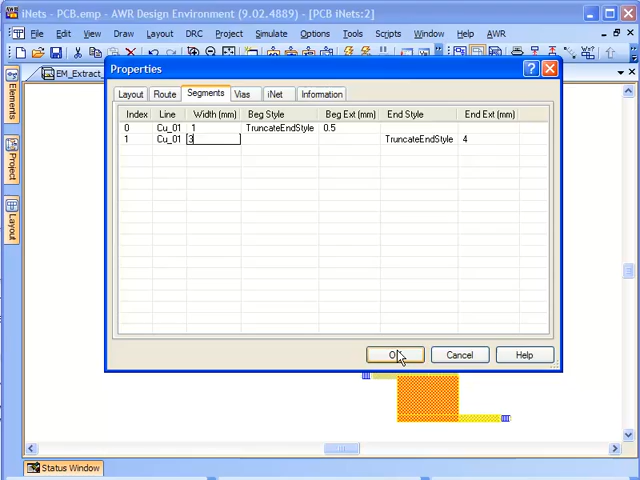 iNets - PCB.emp - AWR Design Environment (9.02.4889) - [PCB iNets:2]
File Edit View Draw Layout DRC Project Simulate Options Tools Scripts Window Help AWR
EM_Extract_
Properties
Layout Route Segments Vias iNet Information
Index Line Width (mm) Beg Style Beg Ext (mm) End Style End Ext (mm)
0 Cu_01 1 TruncateEndStyle 0.5
1 Cu_01 3 TruncateEndStyle 4
Elements
Project
Layout
Cancel Help
Status Window